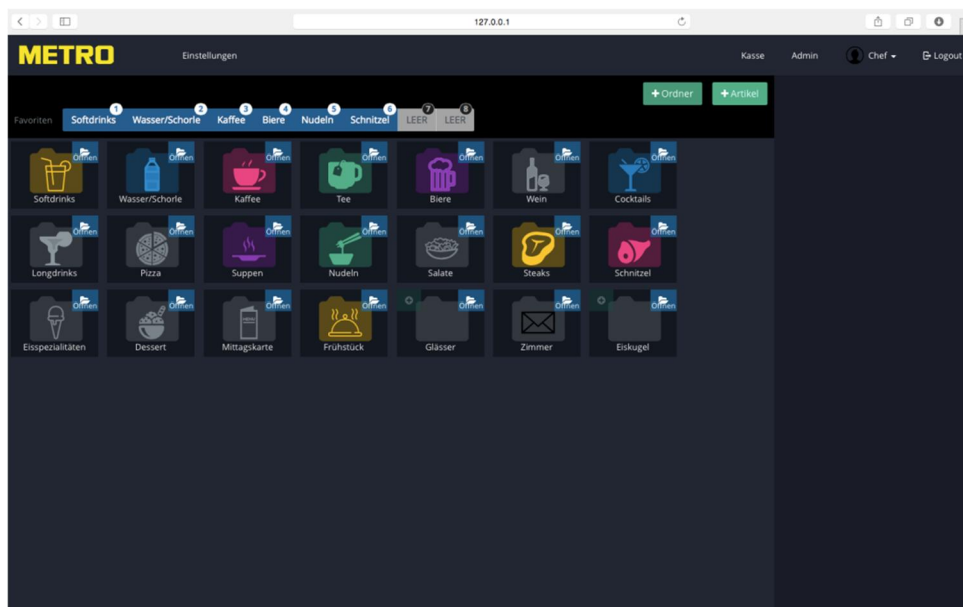 127.0.0.1
METRO Einstellungen Kasse Admin Chef Logout
+Ordner +Artikel
1 2 3 4 5 6 7 8
Favoriten Softdrinks Wasser/Schorle Kaffee Biere Nudeln Schnitzel LEER LEER
Öffnen Öffnen Öffnen Öffnen Öffnen Öffnen Öffnen
Softdrinks Wasser/Schorle Kaffee Tee Biere Wein Cocktails
Öffnen Öffnen Öffnen Öffnen Öffnen Öffnen Öffnen
Longdrinks Pizza Suppen Nudeln Salate Steaks Schnitzel
Öffnen Öffnen Öffnen Öffnen Öffnen Öffnen Öffnen
Eisspezialitäten Dessert Mittagskarte Frühstück Glässer Zimmer Eiskugel